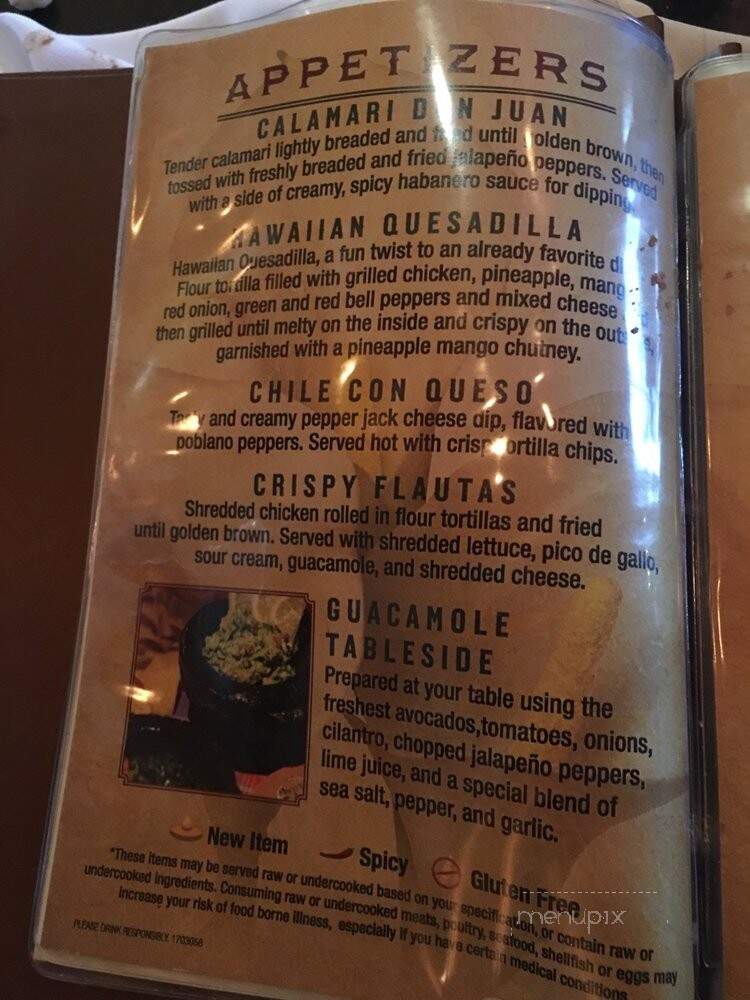 APPETIZERS
CALAMARI DON JUAN
Tender calamari lightly breaded and fried until golden brown, then
tossed with freshly breaded and fried jalapeño peppers. Served
with a side of creamy, spicy habanero sauce for dipping.
HAWAIIAN QUESADILLA
Hawaiian Quesadilla, a fun twist to an already favorite
Flour tortilla filled with grilled chicken, pineapple, mango,
red onion, green and red bell peppers and mixed cheese
then grilled until melty on the inside and crispy on the outside,
garnished with a pineapple mango chutney.
CHILE CON QUESO
Tasty and creamy pepper jack cheese dip, flavored with
poblano peppers. Served hot with crisp tortilla chips.
CRISPY FLAUTAS
Shredded chicken rolled in flour tortillas and fried
until golden brown. Served with shredded lettuce, pico de gallo,
sour cream, guacamole, and shredded cheese.
GUACAMOLE
TABLESIDE
Prepared at your table using the
freshest avocados,tomatoes, onions,
cilantro, chopped jalapeño peppers,
lime juice, and a special blend of
sea salt, pepper, and garlic.
New Item Spicy Gluten Free
*These items may be served raw or undercooked based on your specification, or contain raw or
undercooked ingredients. Consuming raw or undercooked meats, poultry, seafood, shellfish or eggs may
increase your risk of food borne illness, especially if you have certain medical conditions
PLEASE DRINK RESPONSIBLY. 1703058
menupix